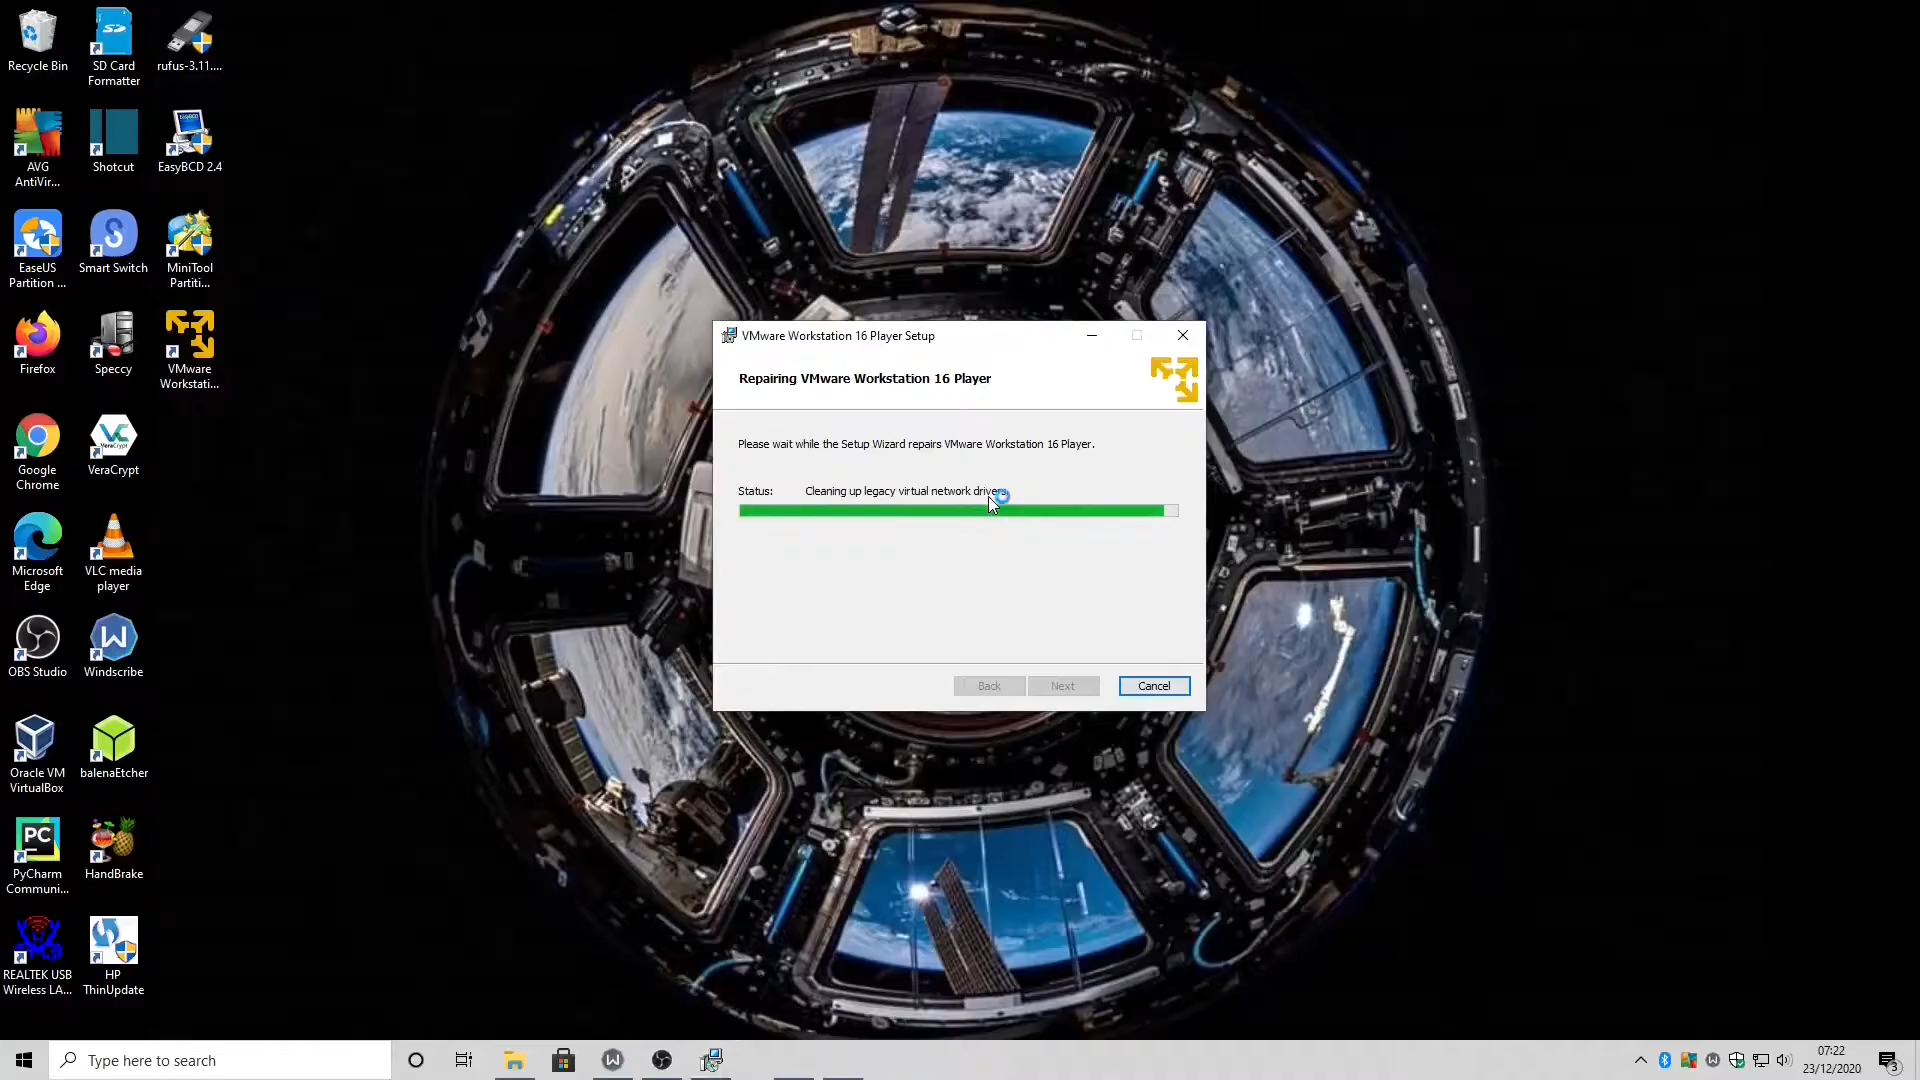 Recycle Bin
SD Card
Formatter
rufus-3.11....
AVG
AntiVir...
Shotcut
EasyBCD 2.4
EaseUS
Partition ...
Smart Switch
MiniTool
Partiti...
Firefox
Speccy
VMware
Workstati...
Google
Chrome
VeraCrypt
VeraCrypt
Microsoft
Edge
VLC media
player
OBS Studio
Windscribe
Oracle VM
VirtualBox
balenaEtcher
PC
PyCharm
Communi...
HandBrake
REALTEK USB
Wireless LA...
HP
ThinUpdate
VMware Workstation 16 Player Setup
Repairing VMware Workstation 16 Player
Please wait while the Setup Wizard repairs VMware Workstation 16 Player.
Status: Cleaning up legacy virtual network drivers
Back
Next
Cancel
Type here to search
07:22
23/12/2020
3